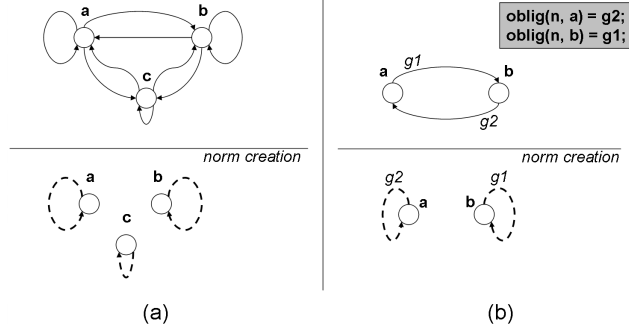 a
b
c
norm creation
a
b
c
(a)
oblig(n, a) = g2;
oblig(n, b) = g1;
g1
a
b
g2
norm creation
g2
g1
a
b
(b)